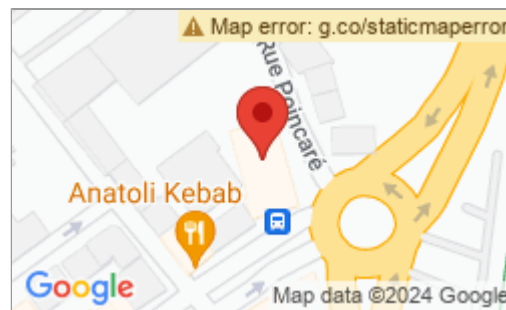 Map error: g.co/staticmaperror
Rue Poincaré
Anatoli Kebab
Google
Map data ©2024 Google